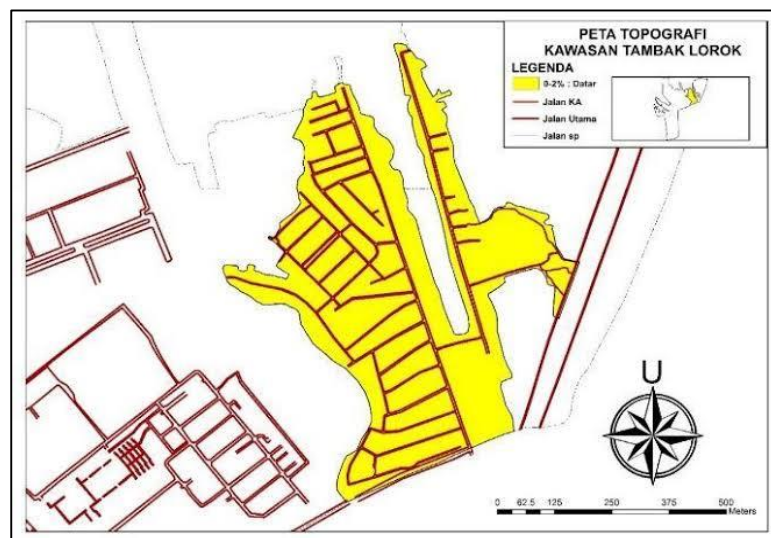 PETA TOPOGRAFI
KAWASAN TAMBAK LOROK
LEGENDA
0-2% : Datar
Jalan KA
Jalan Utama
Jalan sp
U
0 62.5 125 250 375 500
Meters